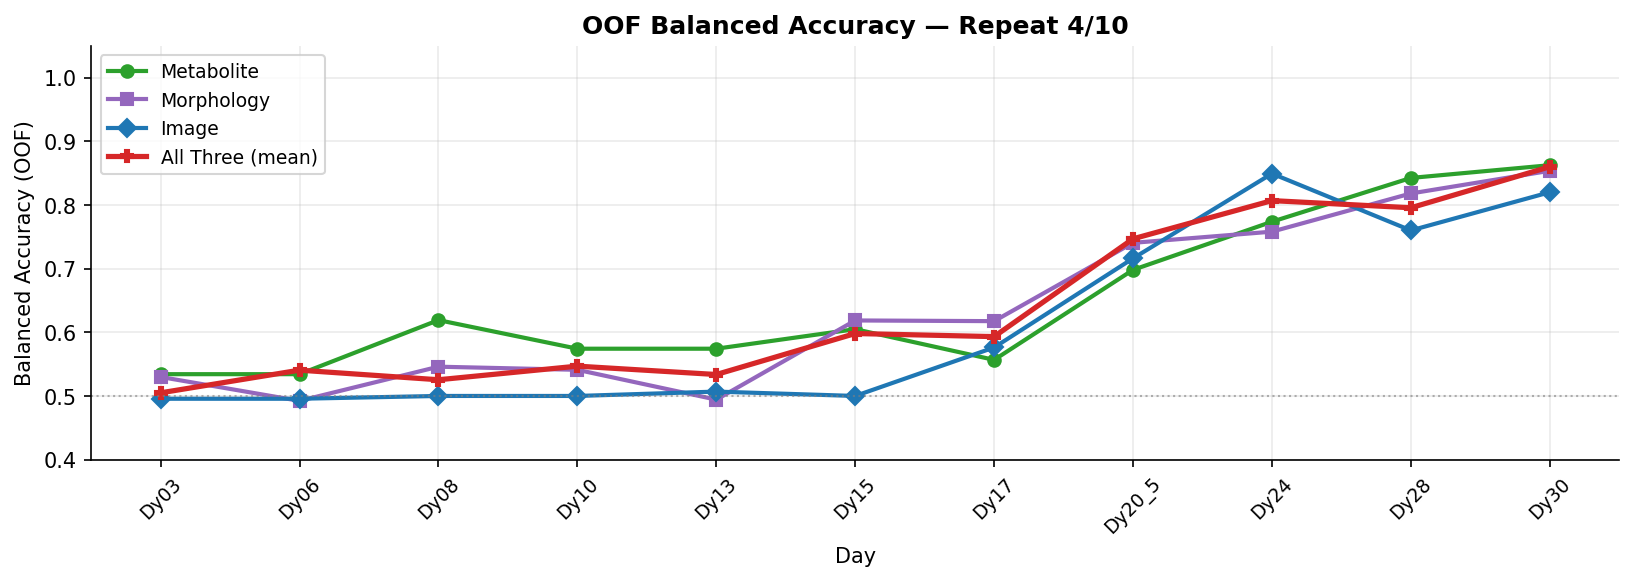 OOF Balanced Accuracy — Repeat 4/10
Metabolite
Morphology
Image
All Three (mean)
Balanced Accuracy (OOF)
1.0
0.9
0.8
0.7
0.6
0.5
0.4
Dy03
Dy06
Dy08
Dy10
Dy13
Dy15
Dy17
Dy20_5
Dy24
Dy28
Dy30
Day